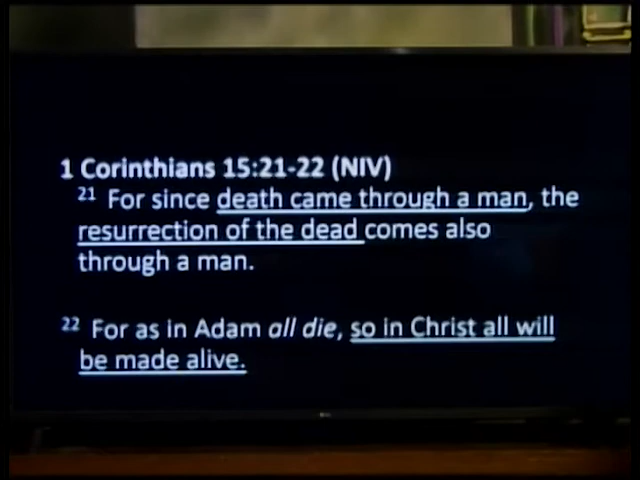 1 Corinthians 15:21-22 (NIV)
21 For since death came through a man, the
resurrection of the dead comes also
through a man.
22 For as in Adam all die, so in Christ all will
be made alive.